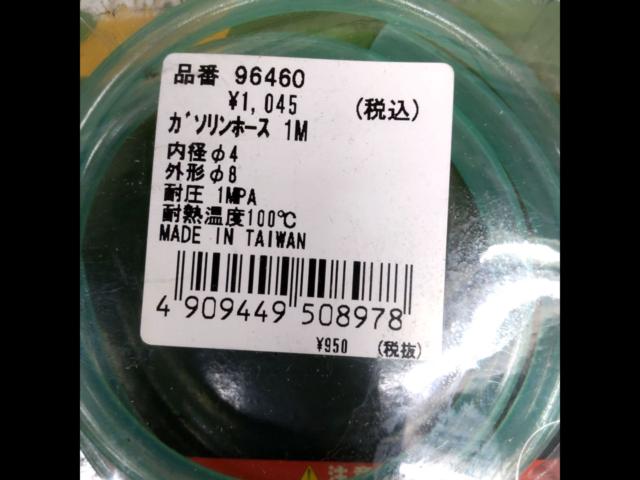 品番 96460
¥1,045 (税込)
ｶﾞｿﾘﾝﾎｰｽ 1M
内径φ4
外形φ8
耐圧 1MPA
耐熱温度100℃
MADE IN TAIWAN
4 909449 508978
¥950 (税抜)
注意